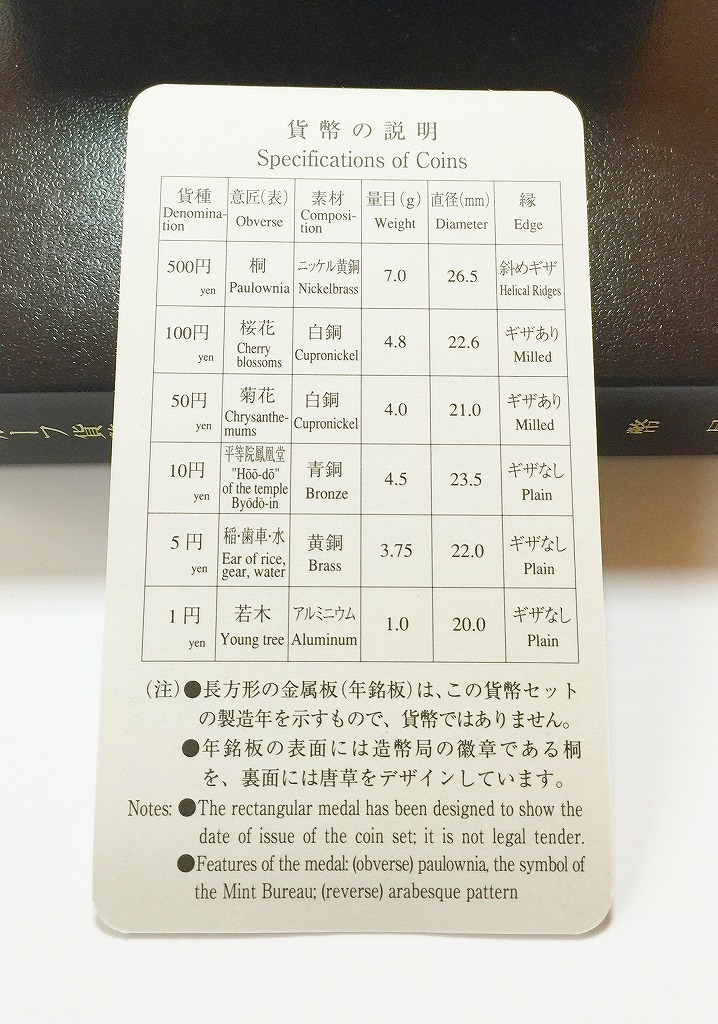 貨幣の説明
Specifications of Coins
貨種 意匠(表) 素材 量目(g) 直径(mm) 縁
Denomina-
tion Obverse Composi-
tion Weight Diameter Edge
500円 桐 ニッケル黄銅 7.0 26.5 斜めギザ
yen Paulownia Nickelbrass Helical Ridges
100円 桜花 白銅 4.8 22.6 ギザあり
yen Cherry
blossoms Cupronickel Milled
50円 菊花 白銅 4.0 21.0 ギザあり
yen Chrysanthe-
mums Cupronickel Milled
10円 平等院鳳凰堂 青銅 4.5 23.5 ギザなし
yen "Hōō-dō"
of the temple
Byōdō-in Bronze Plain
5円 稲・歯車・水 黄銅 3.75 22.0 ギザなし
yen Ear of rice,
gear, water Brass Plain
1円 若木 アルミニウム 1.0 20.0 ギザなし
yen Young tree Aluminum Plain
(注)●長方形の金属板(年銘板)は、この貨幣セット
の製造年を示すもので、貨幣ではありません。
●年銘板の表面には造幣局の徽章である桐
を、裏面には唐草をデザインしています。
Notes: ●The rectangular medal has been designed to show the
date of issue of the coin set; it is not legal tender.
●Features of the medal: (obverse) paulownia, the symbol of
the Mint Bureau; (reverse) arabesque pattern